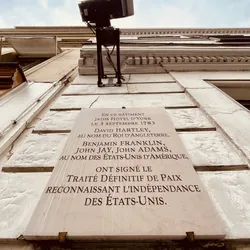 EN CE BATIMENT
JADIS HOTEL D'YORK
LE 3 SEPTEMBRE 1783
DAVID HARTLEY,
AU NOM DU ROI D'ANGLETERRE,
BENJAMIN FRANKLIN,
JOHN JAY, JOHN ADAMS,
AU NOM DES ÉTATS-UNIS D'AMÉRIQUE,
ONT SIGNÉ LE
TRAITÉ DÉFINITIF DE PAIX
RECONNAISSANT L'INDÉPENDANCE
DES ÉTATS-UNIS.